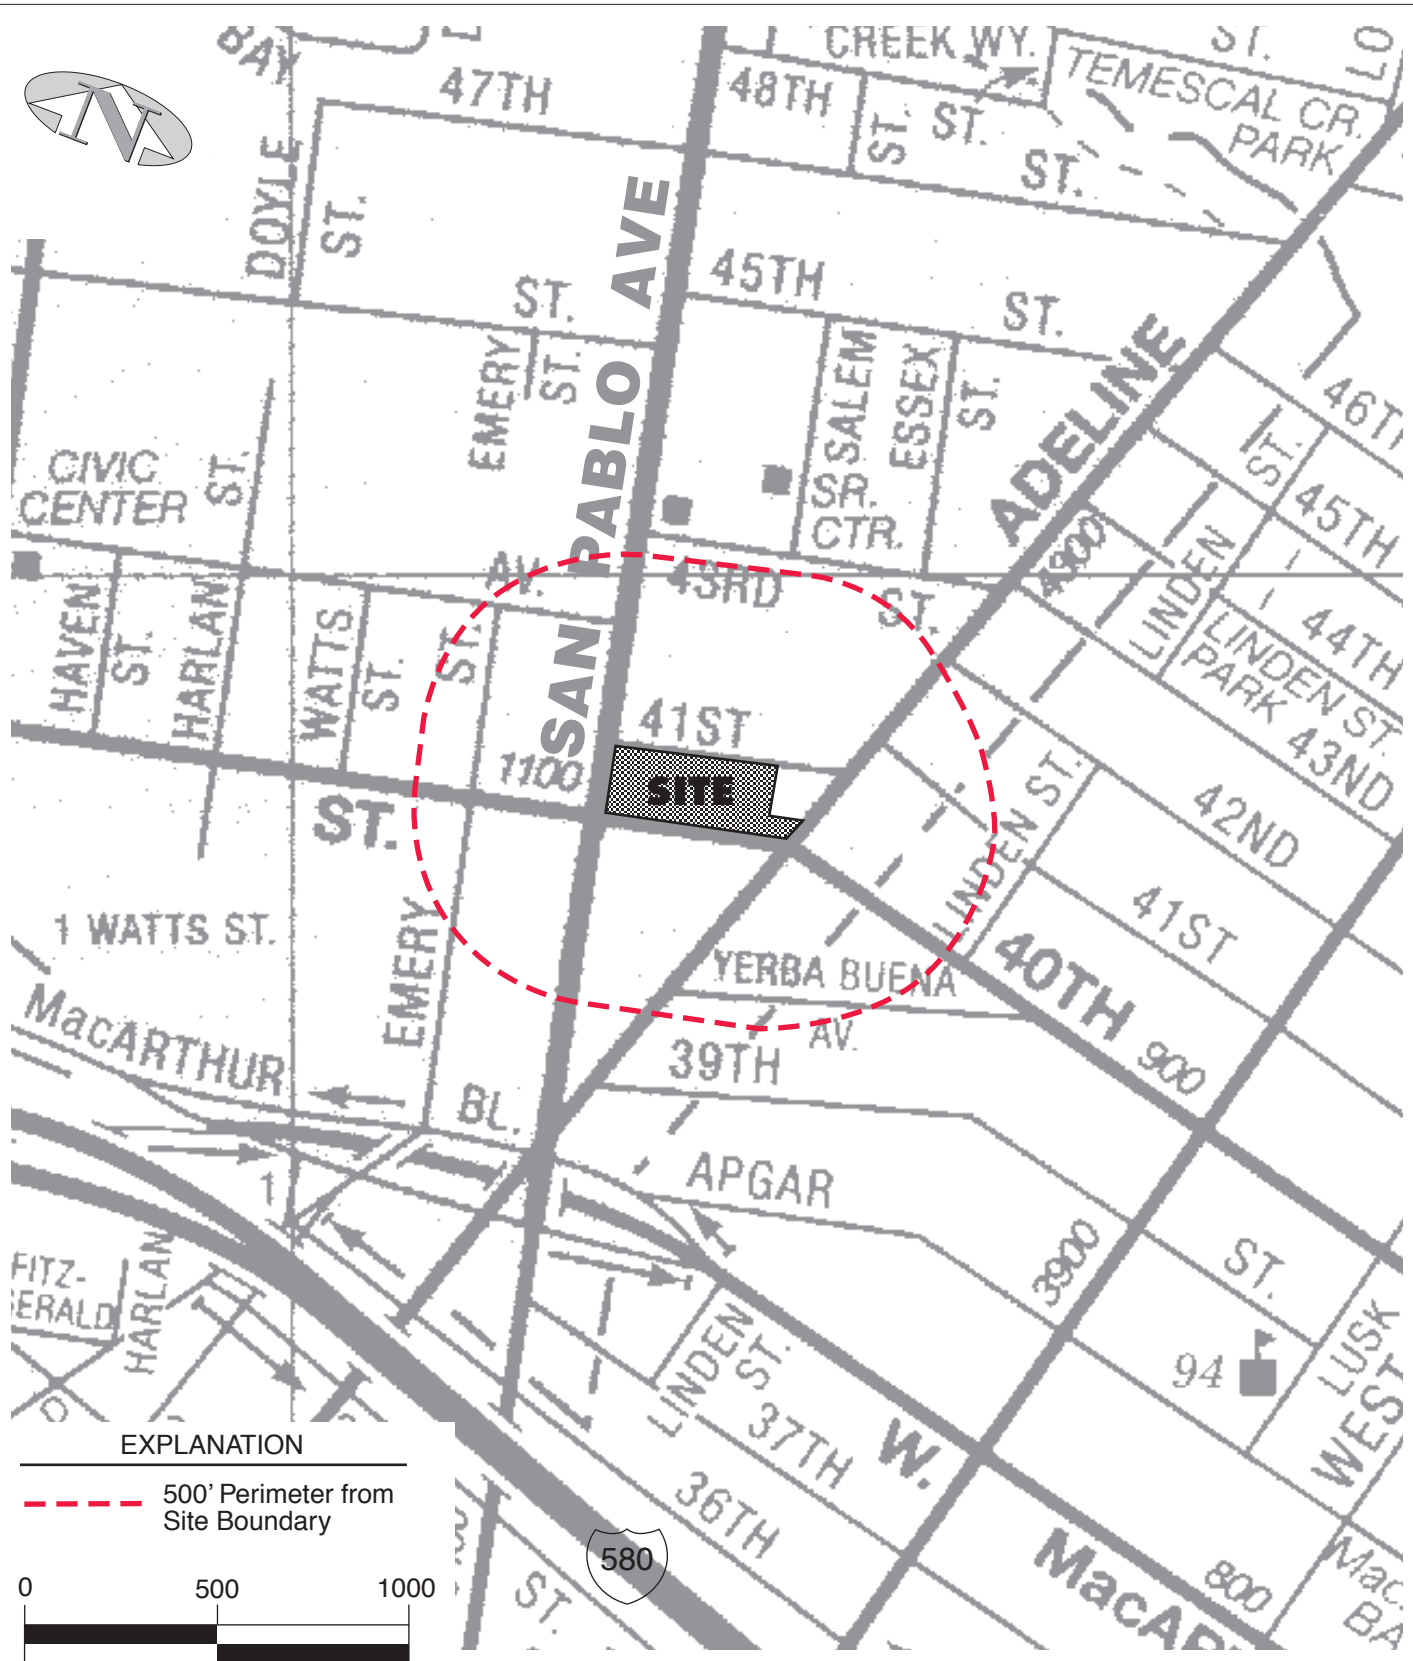 BAY
CREEK WY.
ST.
LO
N
47TH
48TH
ST.
ST.
TEMESCAL CR.
PARK
DOYLE
ST.
ST.
SAN PABLO AVE
45TH
ST.
ST.
EMERY
ST.
SALEM
ESSEX
ST.
ADELINE
46TH
CIVIC
CENTER
ST.
SR.
CTR.
ST.
45TH
4300
LINDEN
AV.
43RD
ST.
44TH
LINDEN ST.
PARK
43ND
HAVEN
ST.
HARLAN
WATTS
ST.
ST.
41ST
1100
SITE
ST.
LINDEN ST.
42ND
41ST
1 WATTS ST.
EMERY
YERBA BUENA
AV.
40TH
900
MacARTHUR
BL.
39TH
APGAR
1
3900
ST.
FITZ-
GERALD
HARLAN
LINDEN
ST.
LUSK
WEST
94
37TH
W.
36TH
580
ST.
MacAR
800
Mac
BA
EXPLANATION
500' Perimeter from
Site Boundary
0 500 1000